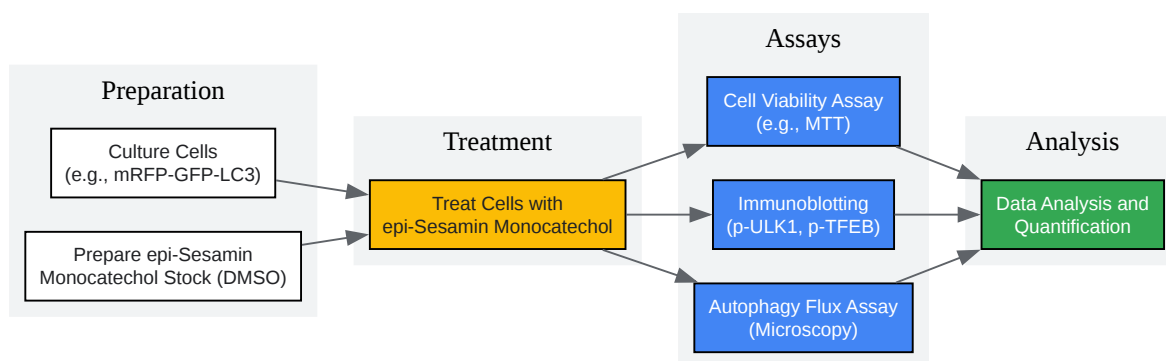 Preparation
Culture Cells
(e.g., mRFP-GFP-LC3)
Prepare epi-Sesamin
Monocatechol Stock (DMSO)
Treatment
Treat Cells with
epi-Sesamin Monocatechol
Assays
Cell Viability Assay
(e.g., MTT)
Immunoblotting
(p-ULK1, p-TFEB)
Autophagy Flux Assay
(Microscopy)
Analysis
Data Analysis and
Quantification